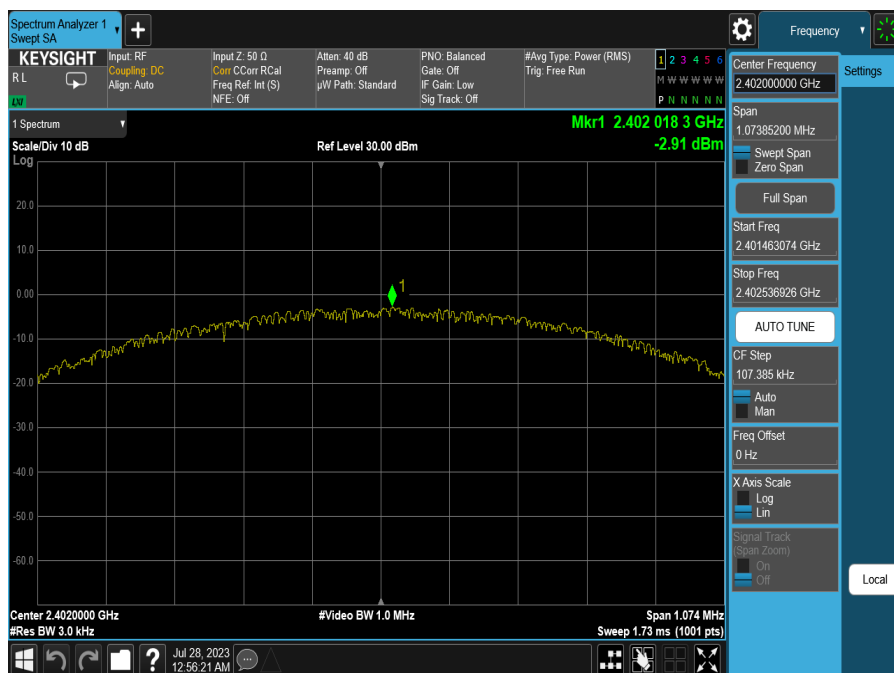 Spectrum Analyzer 1
Swept SA
+
Frequency
KEYSIGHT
RL
LXI
Input: RF
Coupling: DC
Align: Auto
Input Z: 50 Ω
Corr CCorr RCal
Freq Ref: Int (S)
NFE: Off
Atten: 40 dB
Preamp: Off
µW Path: Standard
PNO: Balanced
Gate: Off
IF Gain: Low
Sig Track: Off
#Avg Type: Power (RMS)
Trig: Free Run
1 2 3 4 5 6
M W W W W W
P N N N N N
1 Spectrum
Mkr1 2.402 018 3 GHz
Scale/Div 10 dB
Ref Level 30.00 dBm
-2.91 dBm
Log
20.0
10.0
0.00
-10.0
-20.0
-30.0
-40.0
-50.0
-60.0
1
Center 2.4020000 GHz
#Video BW 1.0 MHz
Span 1.074 MHz
#Res BW 3.0 kHz
Sweep 1.73 ms (1001 pts)
Center Frequency
2.402000000 GHz
Settings
Span
1.07385200 MHz
Swept Span
Zero Span
Full Span
Start Freq
2.401463074 GHz
Stop Freq
2.402536926 GHz
AUTO TUNE
CF Step
107.385 kHz
Auto
Man
Freq Offset
0 Hz
X Axis Scale
Log
Lin
Signal Track
(Span Zoom)
On
Off
Local
?
Jul 28, 2023
12:56:21 AM